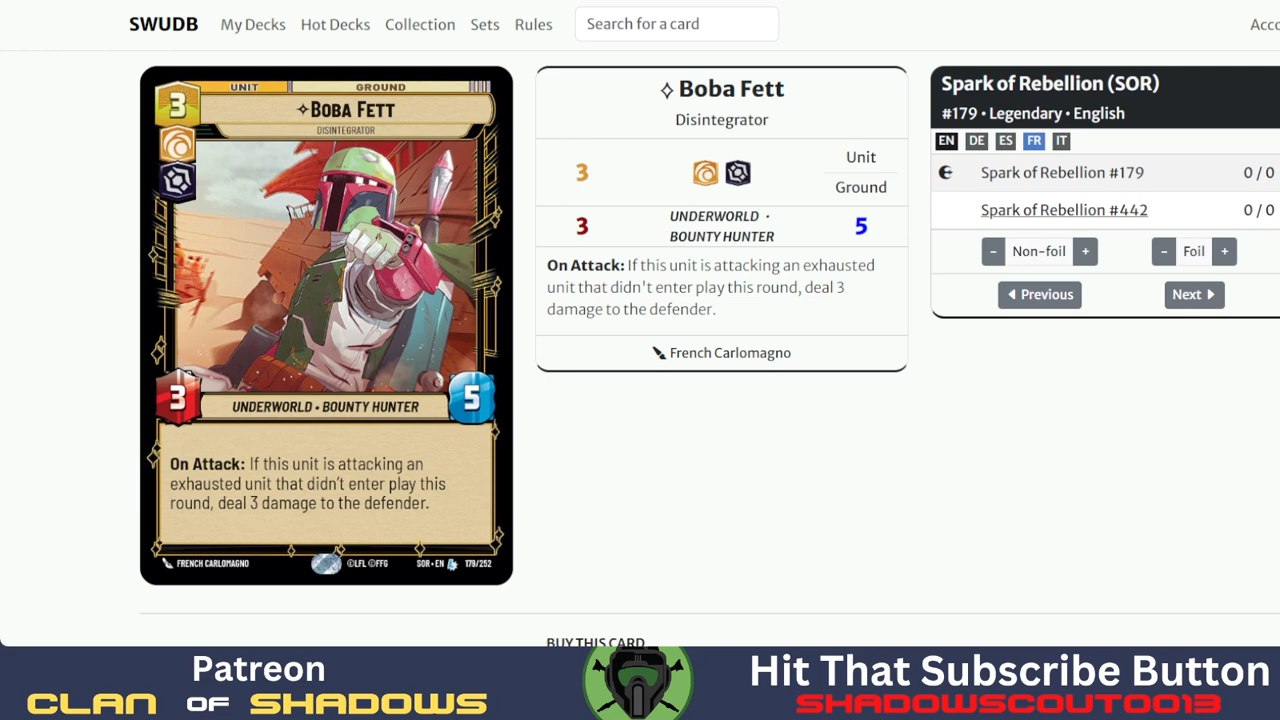 SWUDB
My Decks
Hot Decks
Collection
Sets
Rules
Search for a card
Acco
3
UNIT
GROUND
BOBA FETT
DISINTEGRATOR
3
UNDERWORLD • BOUNTY HUNTER
5
On Attack: If this unit is attacking an
exhausted unit that didn't enter play this
round, deal 3 damage to the defender.
FRENCH CARLOMAGNO
©LFL ©FFG
SOR • EN
179/252
Boba Fett
Disintegrator
3
Unit
Ground
3
UNDERWORLD ·
BOUNTY HUNTER
5
On Attack: If this unit is attacking an exhausted
unit that didn't enter play this round, deal 3
damage to the defender.
French Carlomagno
Spark of Rebellion (SOR)
#179 • Legendary • English
EN DE ES FR IT
Spark of Rebellion #179
0 / 0
Spark of Rebellion #442
0 / 0
- Non-foil +
- Foil +
Previous
Next
BUY THIS CARD
Patreon
CLAN OF SHADOWS
Hit That Subscribe Button
SHADOWSCOUT0013